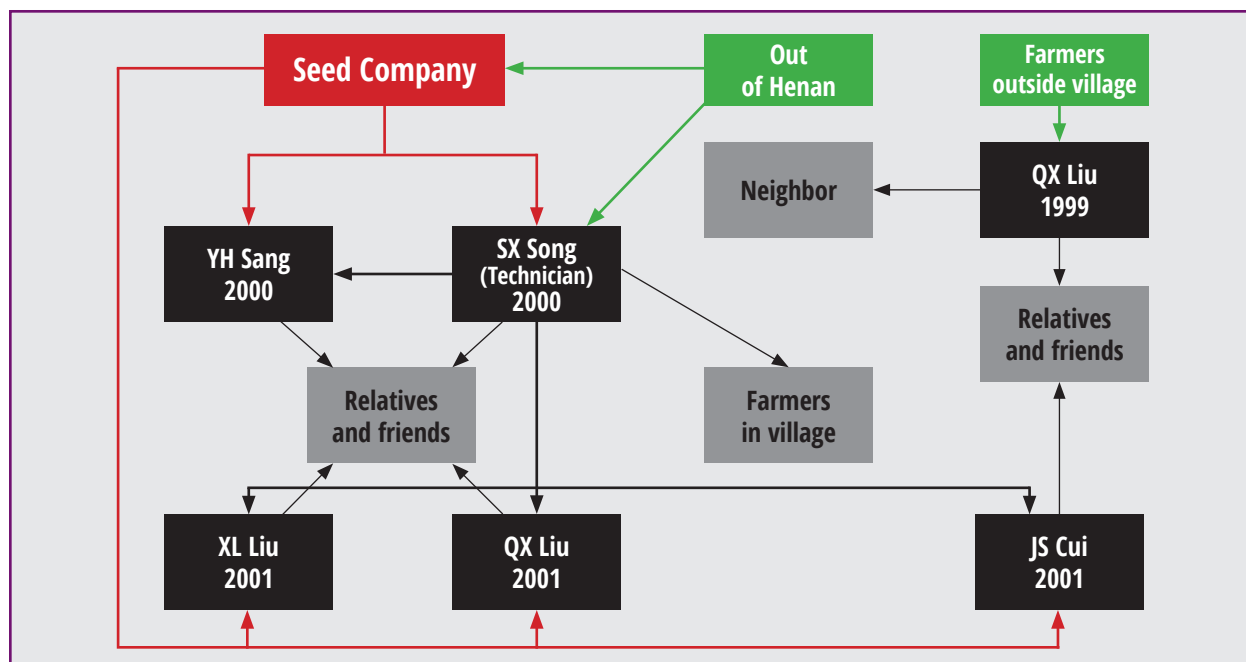 Seed Company
Out
of Henan
Farmers
outside village
Neighbor
QX Liu
1999
YH Sang
2000
SX Song
(Technician)
2000
Relatives
and friends
Relatives
and friends
Farmers
in village
XL Liu
2001
QX Liu
2001
JS Cui
2001